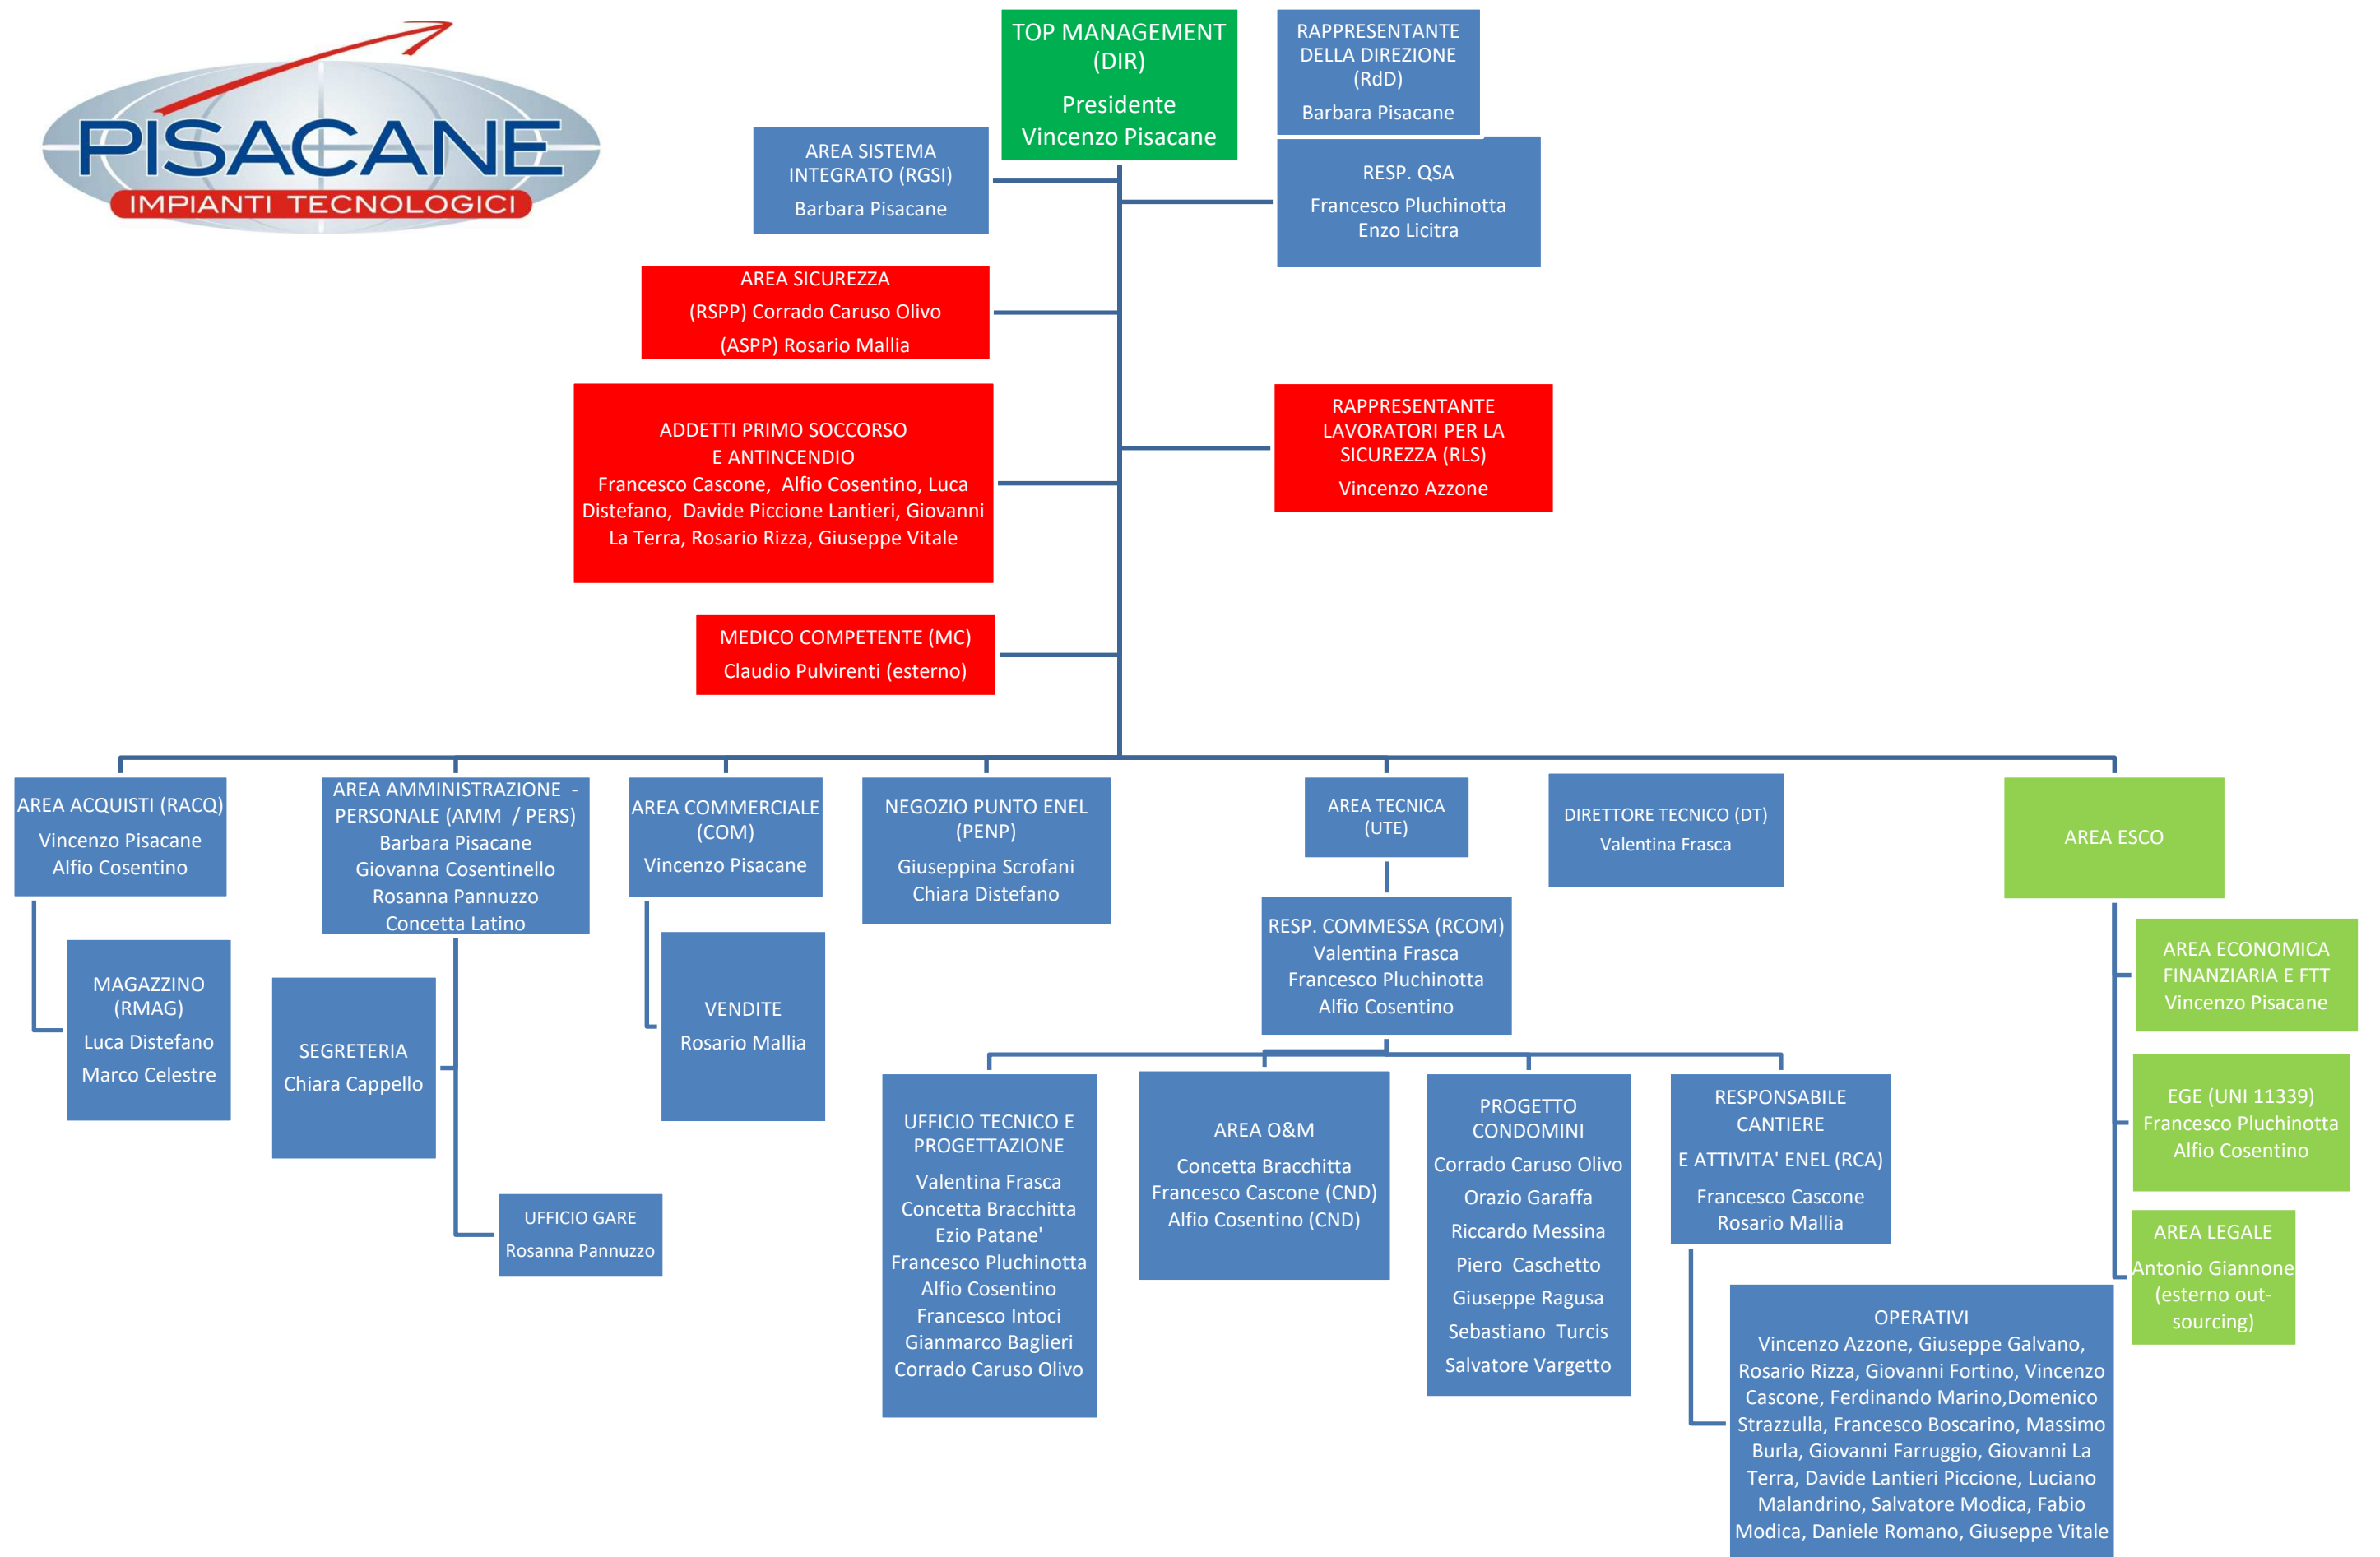 PISACANE
IMPIANTI TECNOLOGICI
TOP MANAGEMENT
(DIR)
Presidente
Vincenzo Pisacane
RAPPRESENTANTE
DELLA DIREZIONE
(RdD)
Barbara Pisacane
AREA SISTEMA
INTEGRATO (RGSI)
Barbara Pisacane
RESP. QSA
Francesco Pluchinotta
Enzo Licitra
AREA SICUREZZA
(RSPP) Corrado Caruso Olivo
(ASPP) Rosario Mallia
ADDETTI PRIMO SOCCORSO
E ANTINCENDIO
Francesco Cascone,  Alfio Cosentino, Luca
Distefano,  Davide Piccione Lantieri, Giovanni
La Terra, Rosario Rizza, Giuseppe Vitale
RAPPRESENTANTE
LAVORATORI PER LA
SICUREZZA (RLS)
Vincenzo Azzone
MEDICO COMPETENTE (MC)
Claudio Pulvirenti (esterno)
AREA ACQUISTI (RACQ)
Vincenzo Pisacane
Alfio Cosentino
MAGAZZINO
(RMAG)
Luca Distefano
Marco Celestre
AREA AMMINISTRAZIONE  -
PERSONALE (AMM  / PERS)
Barbara Pisacane
Giovanna Cosentinello
Rosanna Pannuzzo
Concetta Latino
SEGRETERIA
Chiara Cappello
UFFICIO GARE
Rosanna Pannuzzo
AREA COMMERCIALE
(COM)
Vincenzo Pisacane
VENDITE
Rosario Mallia
NEGOZIO PUNTO ENEL
(PENP)
Giuseppina Scrofani
Chiara Distefano
AREA TECNICA
(UTE)
RESP. COMMESSA (RCOM)
Valentina Frasca
Francesco Pluchinotta
Alfio Cosentino
UFFICIO TECNICO E
PROGETTAZIONE
Valentina Frasca
Concetta Bracchitta
Ezio Patane'
Francesco Pluchinotta
Alfio Cosentino
Francesco Intoci
Gianmarco Baglieri
Corrado Caruso Olivo
AREA O&M
Concetta Bracchitta
Francesco Cascone (CND)
Alfio Cosentino (CND)
PROGETTO
CONDOMINI
Corrado Caruso Olivo
Orazio Garaffa
Riccardo Messina
Piero  Caschetto
Giuseppe Ragusa
Sebastiano  Turcis
Salvatore Vargetto
RESPONSABILE
CANTIERE
E ATTIVITA' ENEL (RCA)
Francesco Cascone
Rosario Mallia
OPERATIVI
Vincenzo Azzone, Giuseppe Galvano,
Rosario Rizza, Giovanni Fortino, Vincenzo
Cascone, Ferdinando Marino,Domenico
Strazzulla, Francesco Boscarino, Massimo
Burla, Giovanni Farruggio, Giovanni La
Terra, Davide Lantieri Piccione, Luciano
Malandrino, Salvatore Modica, Fabio
Modica, Daniele Romano, Giuseppe Vitale
DIRETTORE TECNICO (DT)
Valentina Frasca
AREA ESCO
AREA ECONOMICA
FINANZIARIA E FTT
Vincenzo Pisacane
EGE (UNI 11339)
Francesco Pluchinotta
Alfio Cosentino
AREA LEGALE
Antonio Giannone
(esterno out-
sourcing)